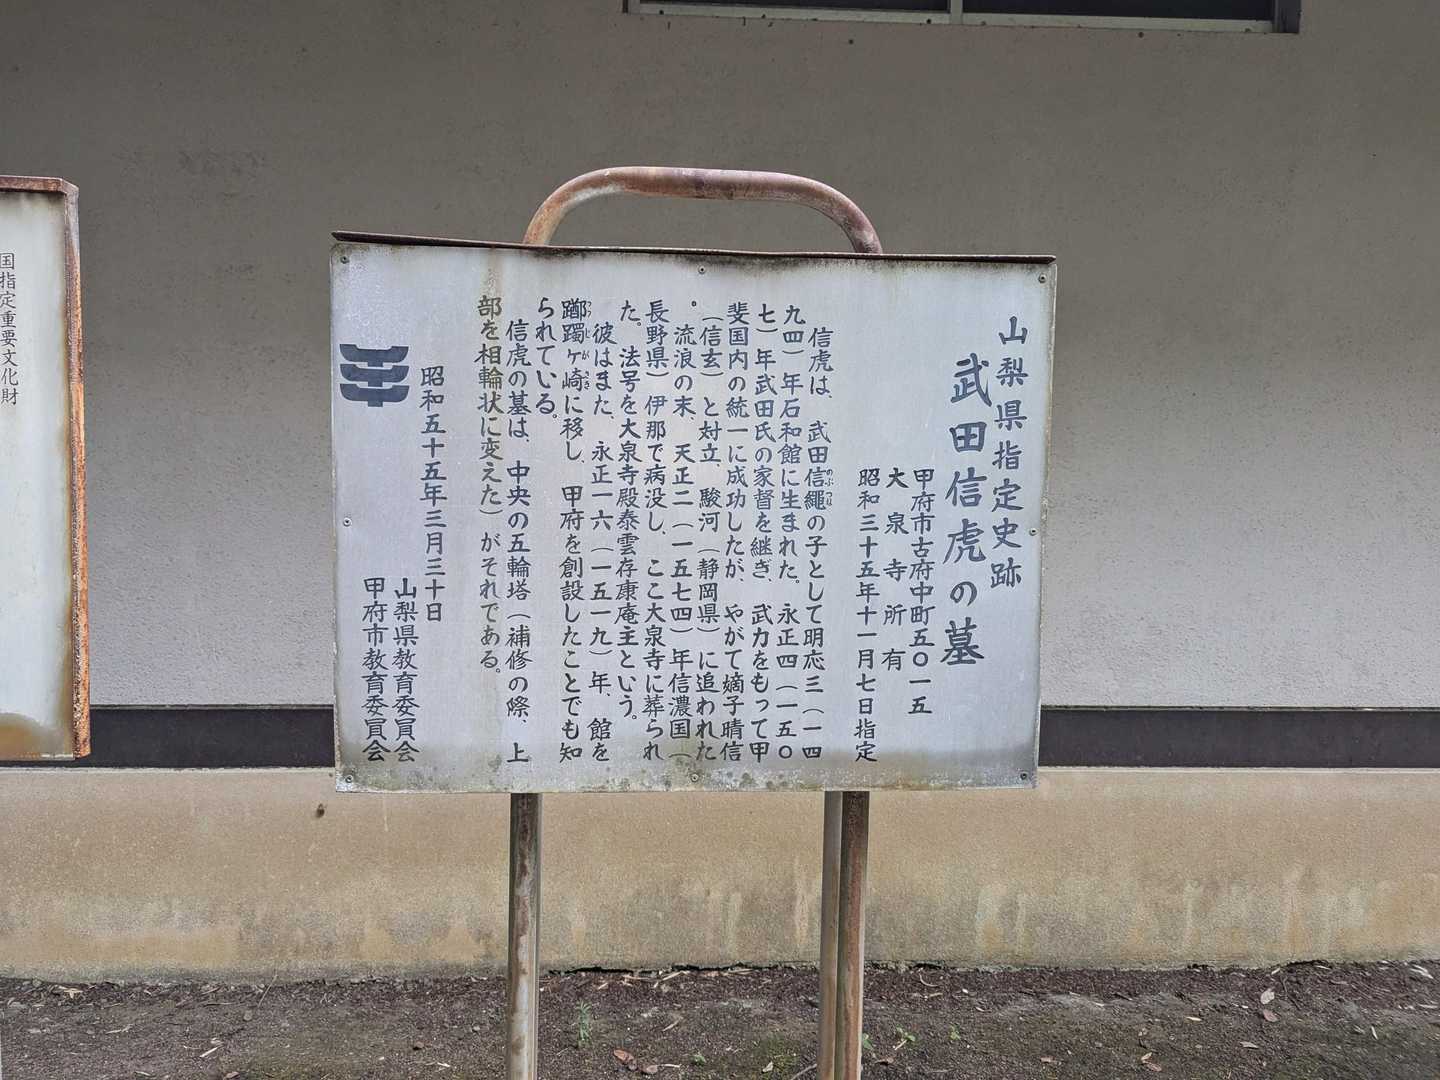 山梨県指定史跡
武田信虎の墓
甲府市古府中町五〇一五
大泉寺所有
昭和三十五年十一月七日指定
信虎は、武田信繩の子として明応三（一四
九四）年石和館に生まれた。永正四（一五〇
七）年武田氏の家督を継ぎ、武力をもって甲
斐国内の統一に成功したが、やがて嫡子晴信
（信玄）と対立、駿河（静岡県）に追われた
。流浪の末、天正二（一五七四）年信濃国（
長野県）伊那で病没し、ここ大泉寺に葬られ
た。法号を大泉寺殿泰雲存康庵主という。
彼はまた、永正一六（一五一九）年、館を
躑躅ヶ崎に移し、甲府を創設したことでも知
られている。
信虎の墓は、中央の五輪塔（補修の際、上
部を相輪状に変えた）がそれである。
昭和五十五年三月三十日
山梨県教育委員会
甲府市教育委員会
国指定重要文化財